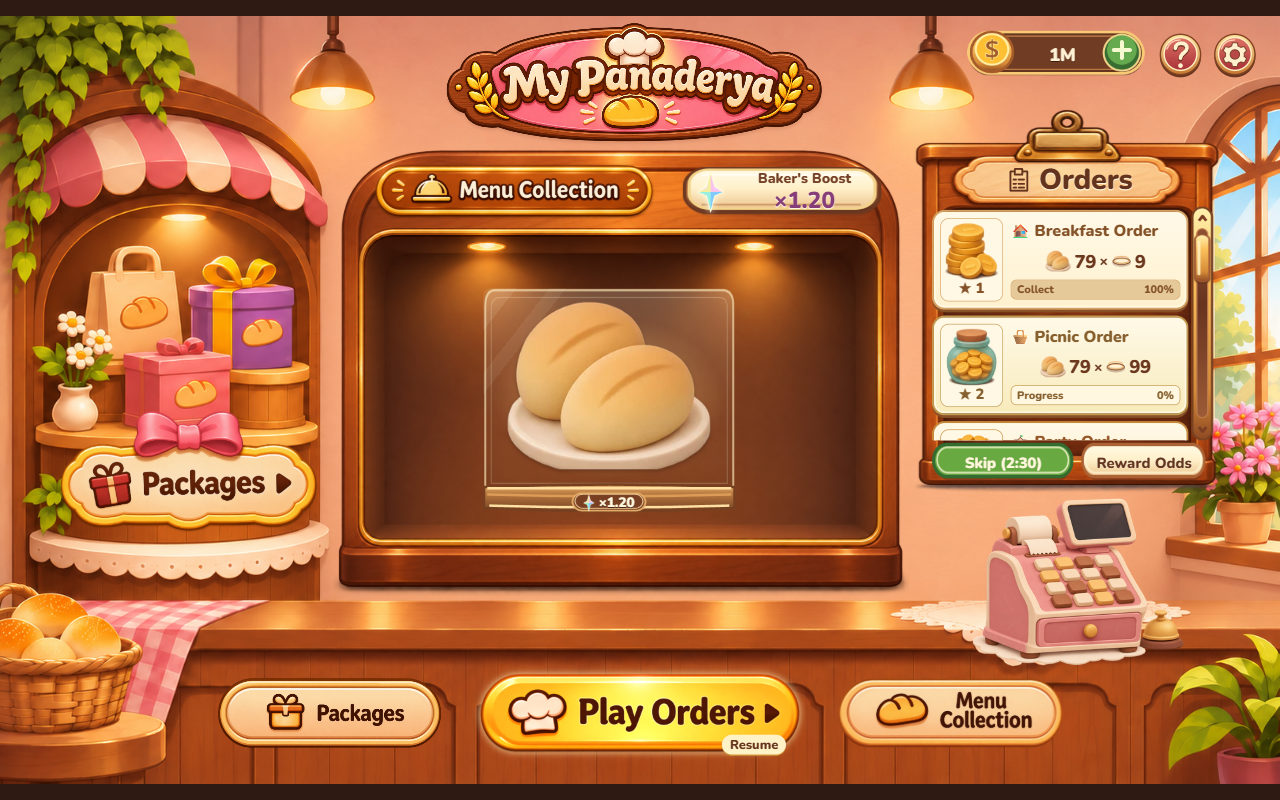 My Panaderya
$
1M
+
?
Menu Collection
Baker's Boost
×1.20
×1.20
Packages
Orders
Breakfast Order
79 × 9
★ 1
Collect 100%
Picnic Order
79 × 99
★ 2
Progress 0%
Party Order
Skip (2:30)
Reward Odds
Packages
Play Orders
Resume
Menu
Collection